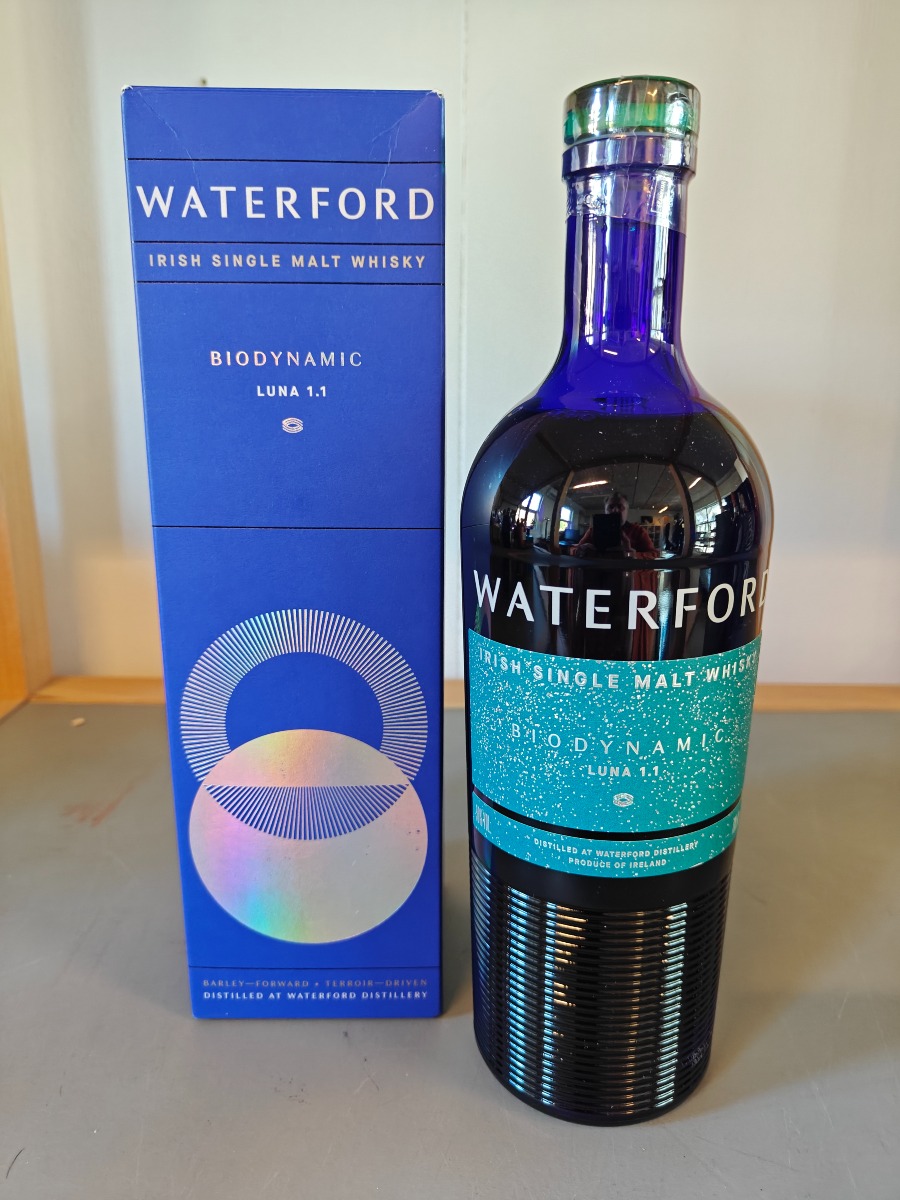 WATERFORD
IRISH SINGLE MALT WHISKY
BIODYNAMIC
LUNA 1.1
BARLEY—FORWARD • TERROIR—DRIVEN
DISTILLED AT WATERFORD DISTILLERY
WATERFORD
IRISH SINGLE MALT WHISKY
BIODYNAMIC
LUNA 1.1
DISTILLED AT WATERFORD DISTILLERY
PRODUCE OF IRELAND